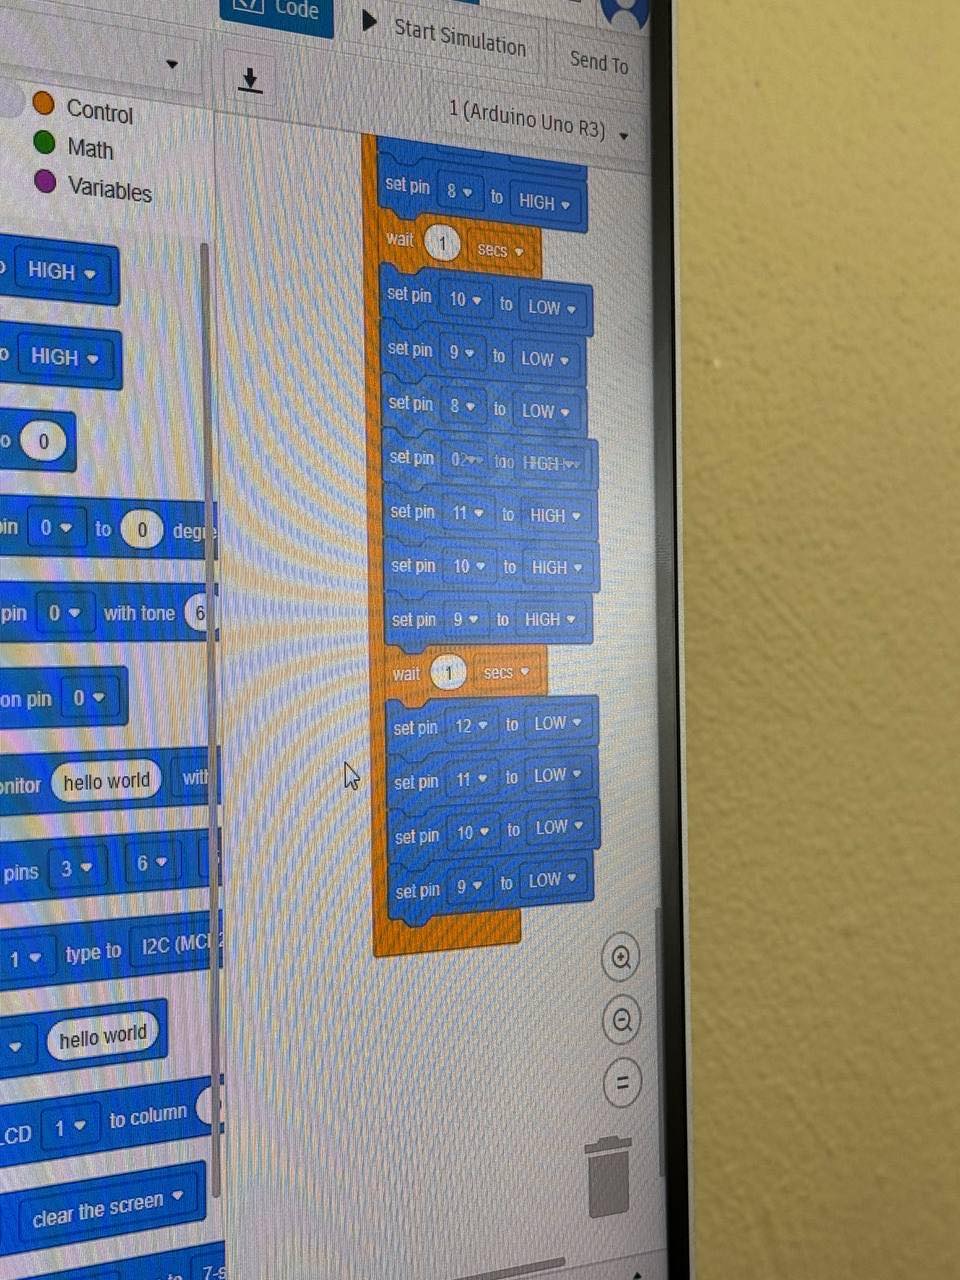 Code
Start Simulation
Send To
1 (Arduino Uno R3)
Control
Math
Variables
HIGH
HIGH
0
0 to 0
pin 0 with tone 6
on pin 0
hello world
pins 3 6
1 type to I2C
hello world
LCD 1 to column
clear the screen
set pin 8 to HIGH
wait 1 secs
set pin 10 to LOW
set pin 9 to LOW
set pin 8 to LOW
set pin
set pin 11 to HIGH
set pin 10 to HIGH
set pin 9 to HIGH
wait 1 secs
set pin 12 to LOW
set pin 11 to LOW
set pin 10 to LOW
set pin 9 to LOW